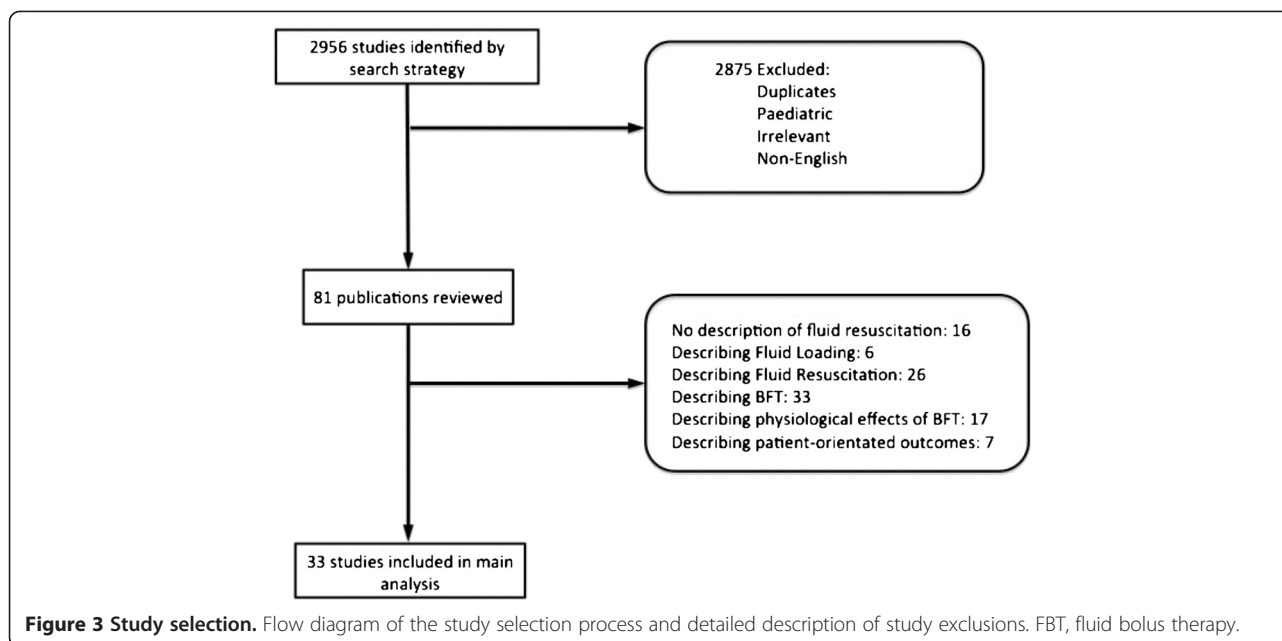 2956 studies identified by
search strategy
2875 Excluded:
Duplicates
Paediatric
Irrelevant
Non-English
81 publications reviewed
No description of fluid resuscitation: 16
Describing Fluid Loading: 6
Describing Fluid Resuscitation: 26
Describing BFT: 33
Describing physiological effects of BFT: 17
Describing patient-orientated outcomes: 7
33 studies included in main
analysis
Figure 3 Study selection. Flow diagram of the study selection process and detailed description of study exclusions. FBT, fluid bolus therapy.